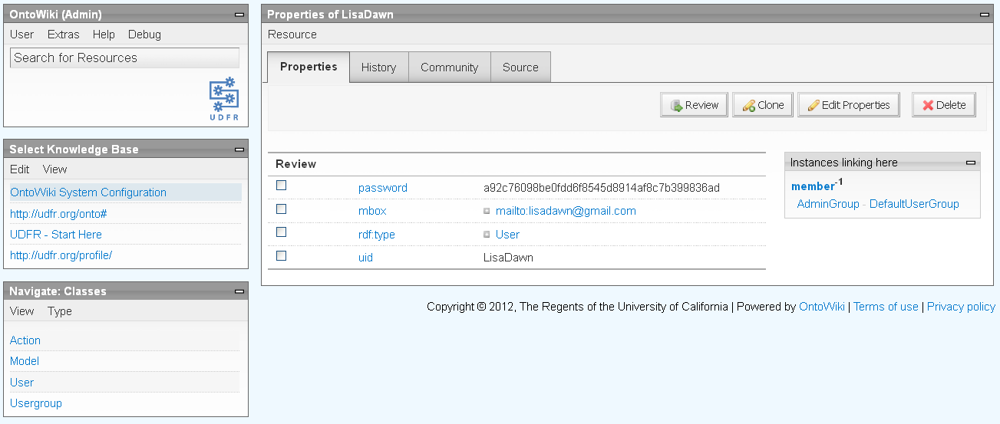 OntoWiki (Admin)
User Extras Help Debug
Search for Resources
UDFR
Select Knowledge Base
Edit View
OntoWiki System Configuration
http://udfr.org/onto#
UDFR - Start Here
http://udfr.org/profile/
Navigate: Classes
View Type
Action
Model
User
Usergroup
Properties of LisaDawn
Resource
Properties History Community Source
Review Clone Edit Properties Delete
Review
password a92c76098be0fdd6f8545d8914af8c7b399836ad
mbox mailto:lisadawn@gmail.com
rdf:type User
uid LisaDawn
Instances linking here
member-1
AdminGroup - DefaultUserGroup
Copyright © 2012, The Regents of the University of California | Powered by OntoWiki | Terms of use | Privacy policy